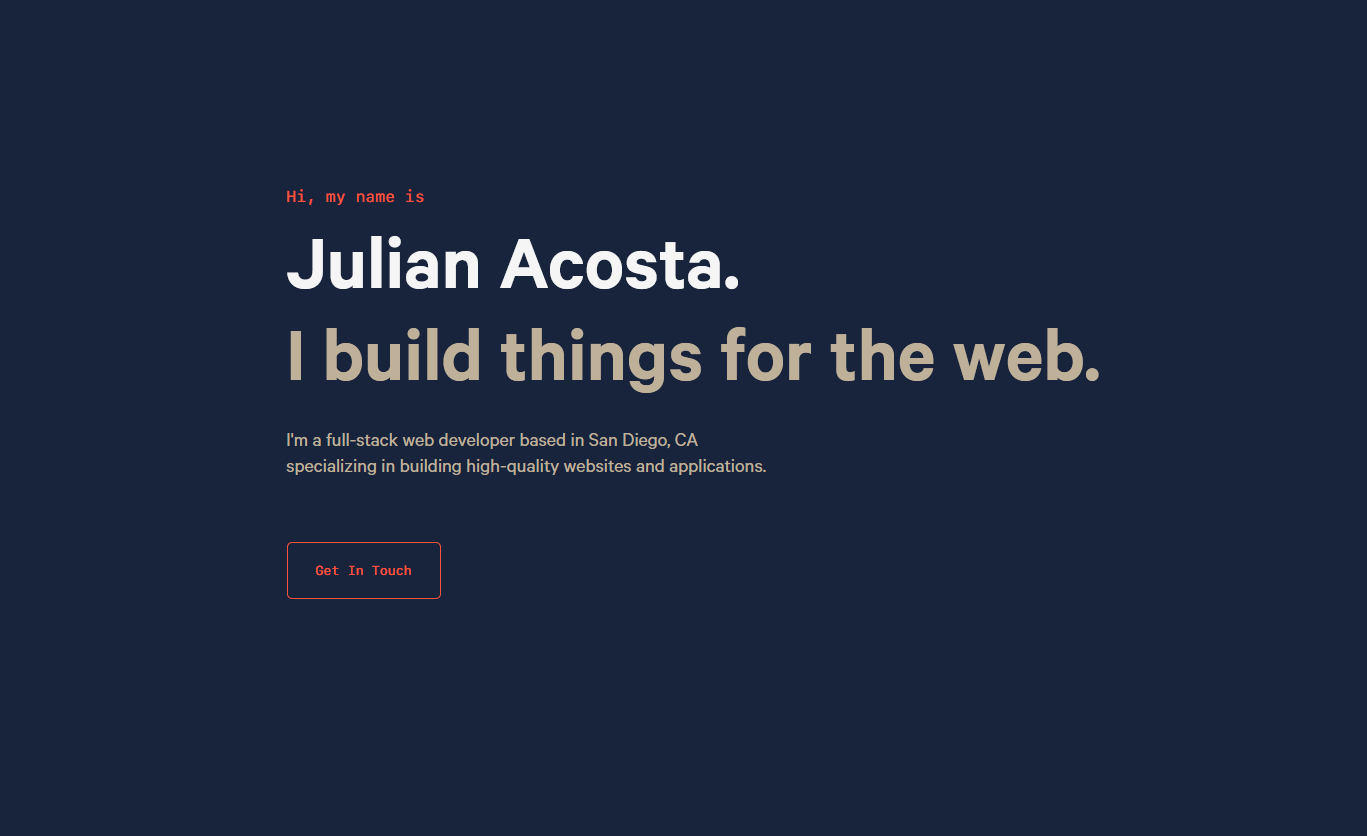 Hi, my name is
Julian Acosta.
I build things for the web.
I'm a full-stack web developer based in San Diego, CA
specializing in building high-quality websites and applications.
Get In Touch